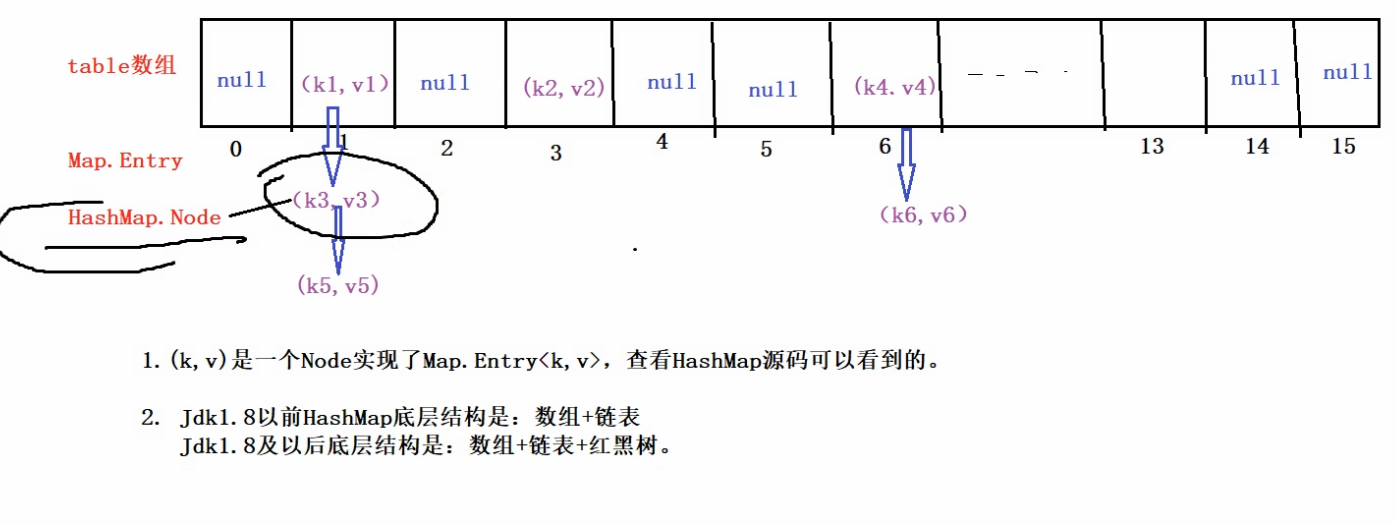 table数组
null (k1,v1) null (k2,v2) null null (k4.v4) null null
0 1 2 3 4 5 6 13 14 15
Map.Entry
(k3,v3)
HashMap.Node
(k6,v6)
(k5,v5)
1.(k,v)是一个Node实现了Map.Entry<k,v>，查看HashMap源码可以看到的。
2. Jdk1.8以前HashMap底层结构是：数组+链表
Jdk1.8及以后底层结构是：数组+链表+红黑树。